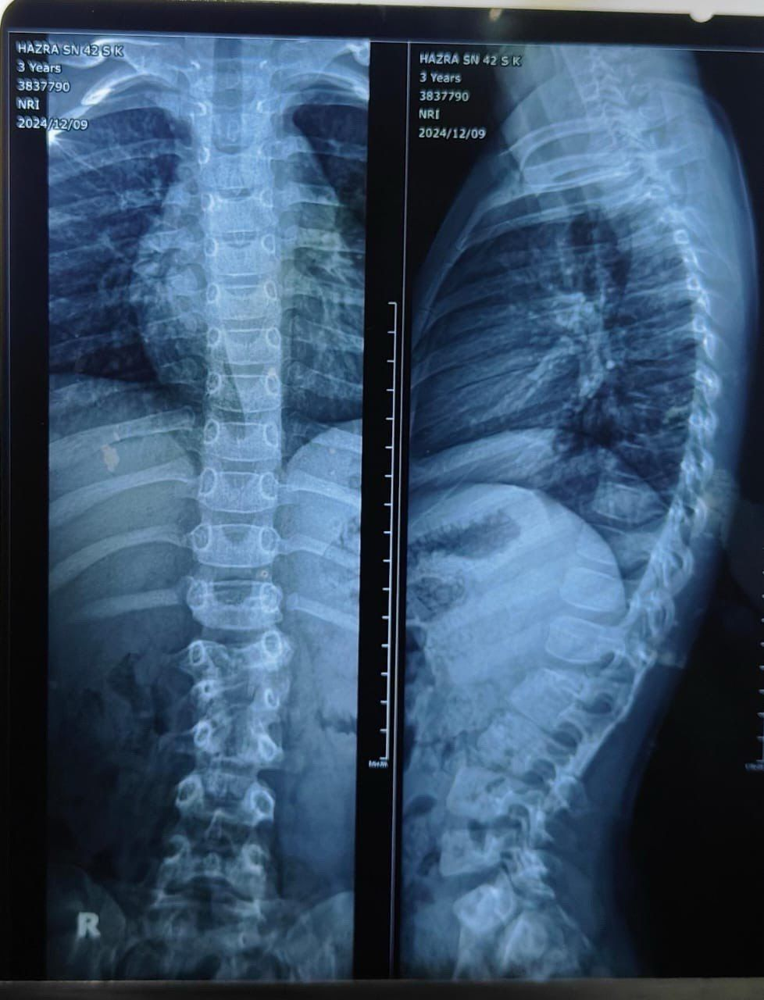 HAZRA SN 42 S K
3 Years
3837790
NRI
2024/12/09
HAZRA SN 42 S K
3 Years
3837790
NRI
2024/12/09
R